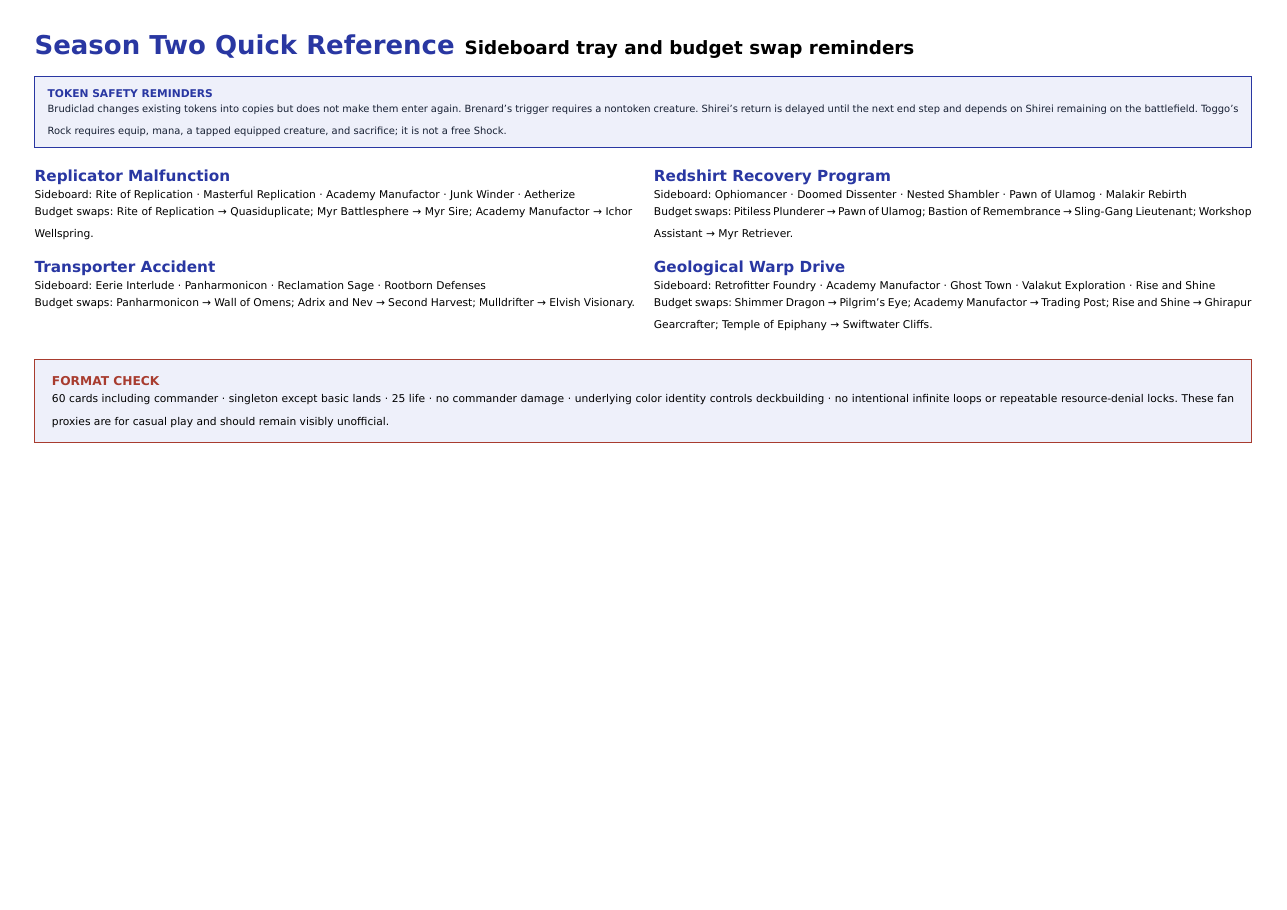 Season Two Quick Reference Sideboard tray and budget swap reminders
TOKEN SAFETY REMINDERS
Brudiclad changes existing tokens into copies but does not make them enter again. Brenard’s trigger requires a nontoken creature. Shirei’s return is delayed until the next end step and depends on Shirei remaining on the battlefield. Toggo’s
Rock requires equip, mana, a tapped equipped creature, and sacrifice; it is not a free Shock.
Replicator Malfunction
Sideboard: Rite of Replication · Masterful Replication · Academy Manufactor · Junk Winder · Aetherize
Budget swaps: Rite of Replication → Quasiduplicate; Myr Battlesphere → Myr Sire; Academy Manufactor → Ichor
Wellspring.
Redshirt Recovery Program
Sideboard: Ophiomancer · Doomed Dissenter · Nested Shambler · Pawn of Ulamog · Malakir Rebirth
Budget swaps: Pitiless Plunderer → Pawn of Ulamog; Bastion of Remembrance → Sling-Gang Lieutenant; Workshop
Assistant → Myr Retriever.
Transporter Accident
Sideboard: Eerie Interlude · Panharmonicon · Reclamation Sage · Rootborn Defenses
Budget swaps: Panharmonicon → Wall of Omens; Adrix and Nev → Second Harvest; Mulldrifter → Elvish Visionary.
Geological Warp Drive
Sideboard: Retrofitter Foundry · Academy Manufactor · Ghost Town · Valakut Exploration · Rise and Shine
Budget swaps: Shimmer Dragon → Pilgrim’s Eye; Academy Manufactor → Trading Post; Rise and Shine → Ghirapur
Gearcrafter; Temple of Epiphany → Swiftwater Cliffs.
FORMAT CHECK
60 cards including commander · singleton except basic lands · 25 life · no commander damage · underlying color identity controls deckbuilding · no intentional infinite loops or repeatable resource-denial locks. These fan
proxies are for casual play and should remain visibly unofficial.